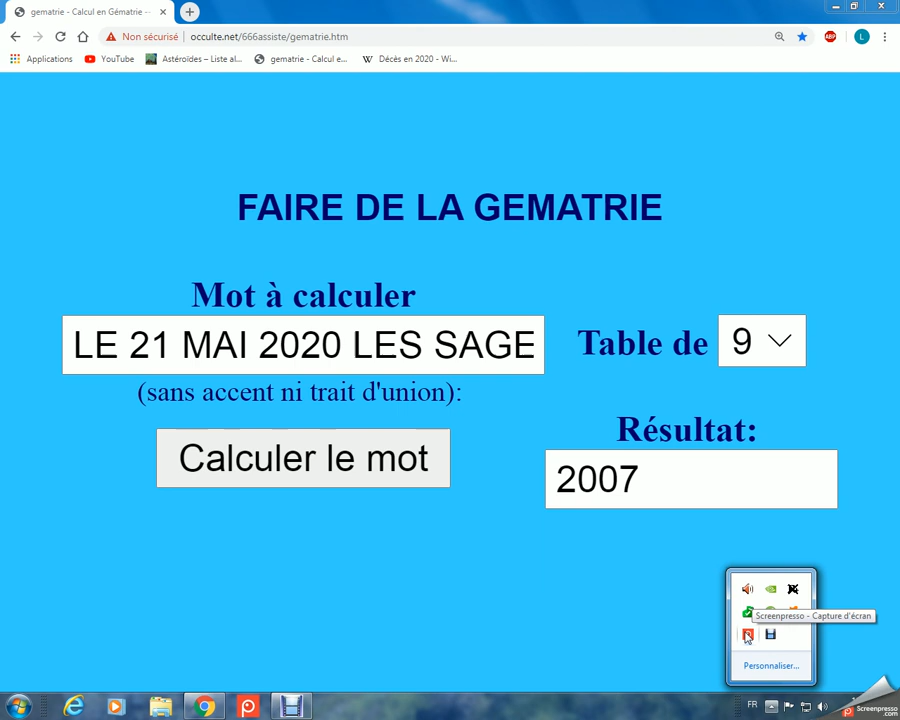 gematrie - Calcul en Gématrie --
Non sécurisé
occulte.net/666assiste/gematrie.htm
ABP
L
Applications
YouTube
Astéroïdes – Liste al...
gematrie - Calcul e...
W
Décès en 2020 - Wi...
FAIRE DE LA GEMATRIE
Mot à calculer
LE 21 MAI 2020 LES SAGE
Table de
9
(sans accent ni trait d'union):
Résultat:
Calculer le mot
2007
Screenpresso - Capture d'écran
Personnaliser...
FR
Screenpresso
.com